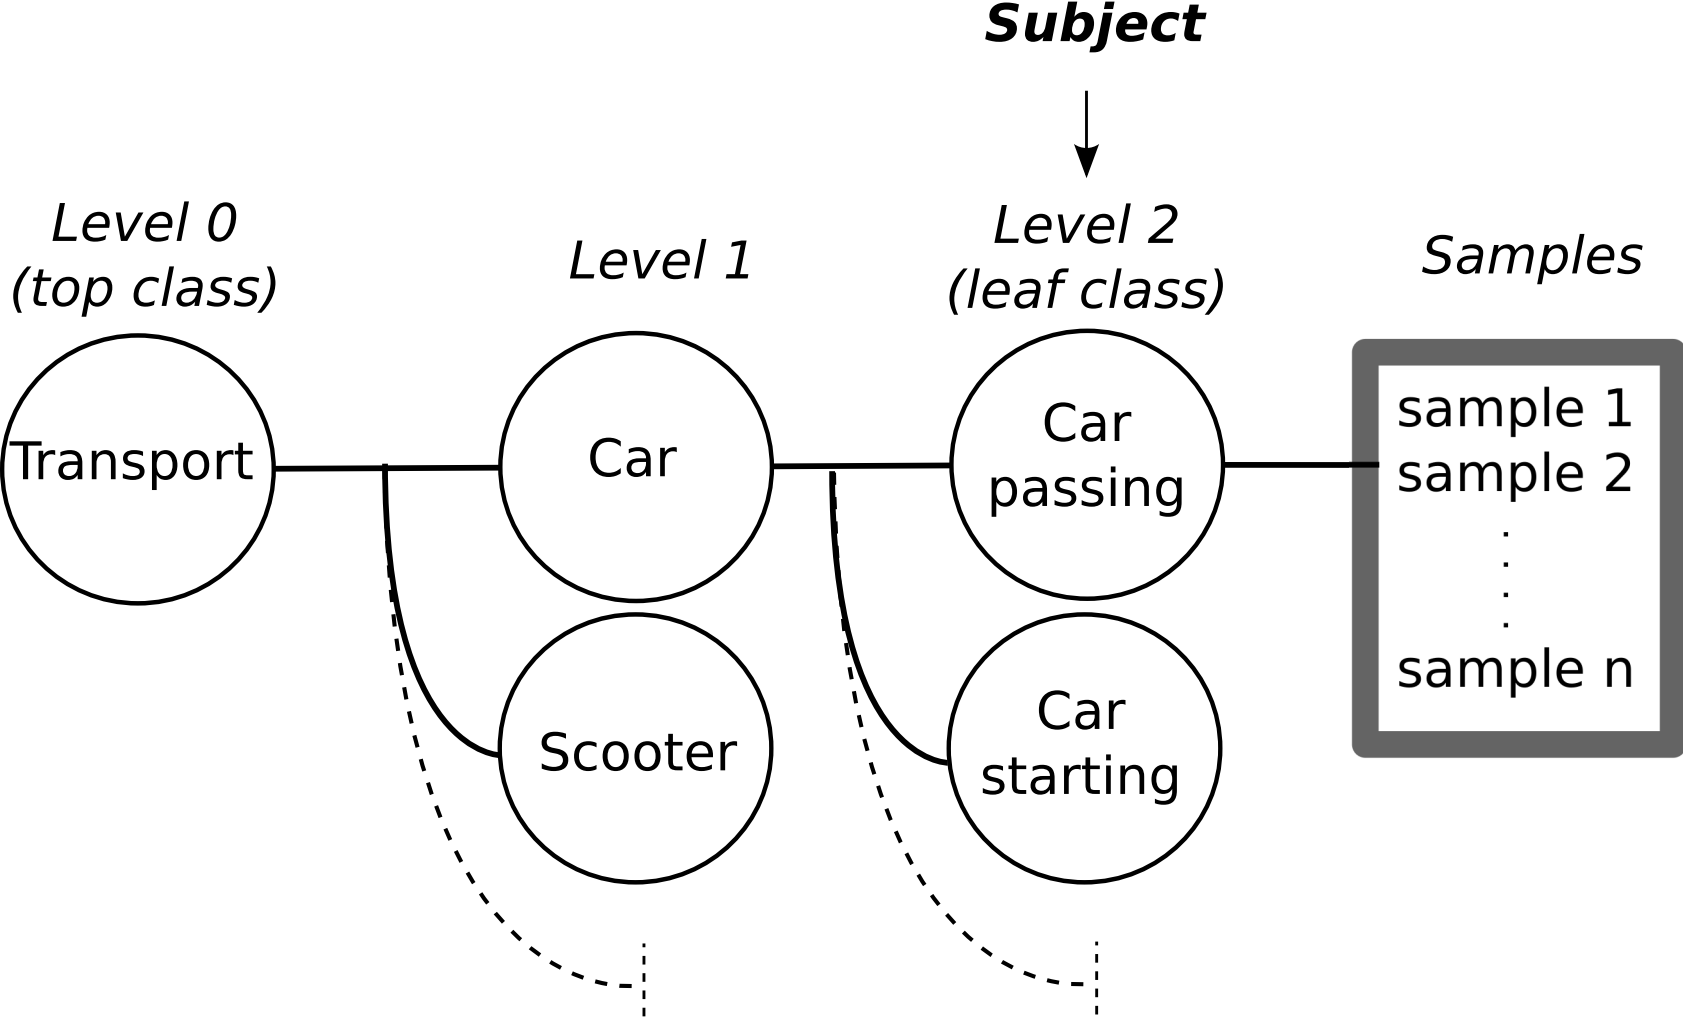 Subject
Level 0
(top class)
Level 1
Level 2
(leaf class)
Samples
Transport
Car
Car
passing
sample 1
sample 2
.
.
.
.
sample n
Scooter
Car
starting